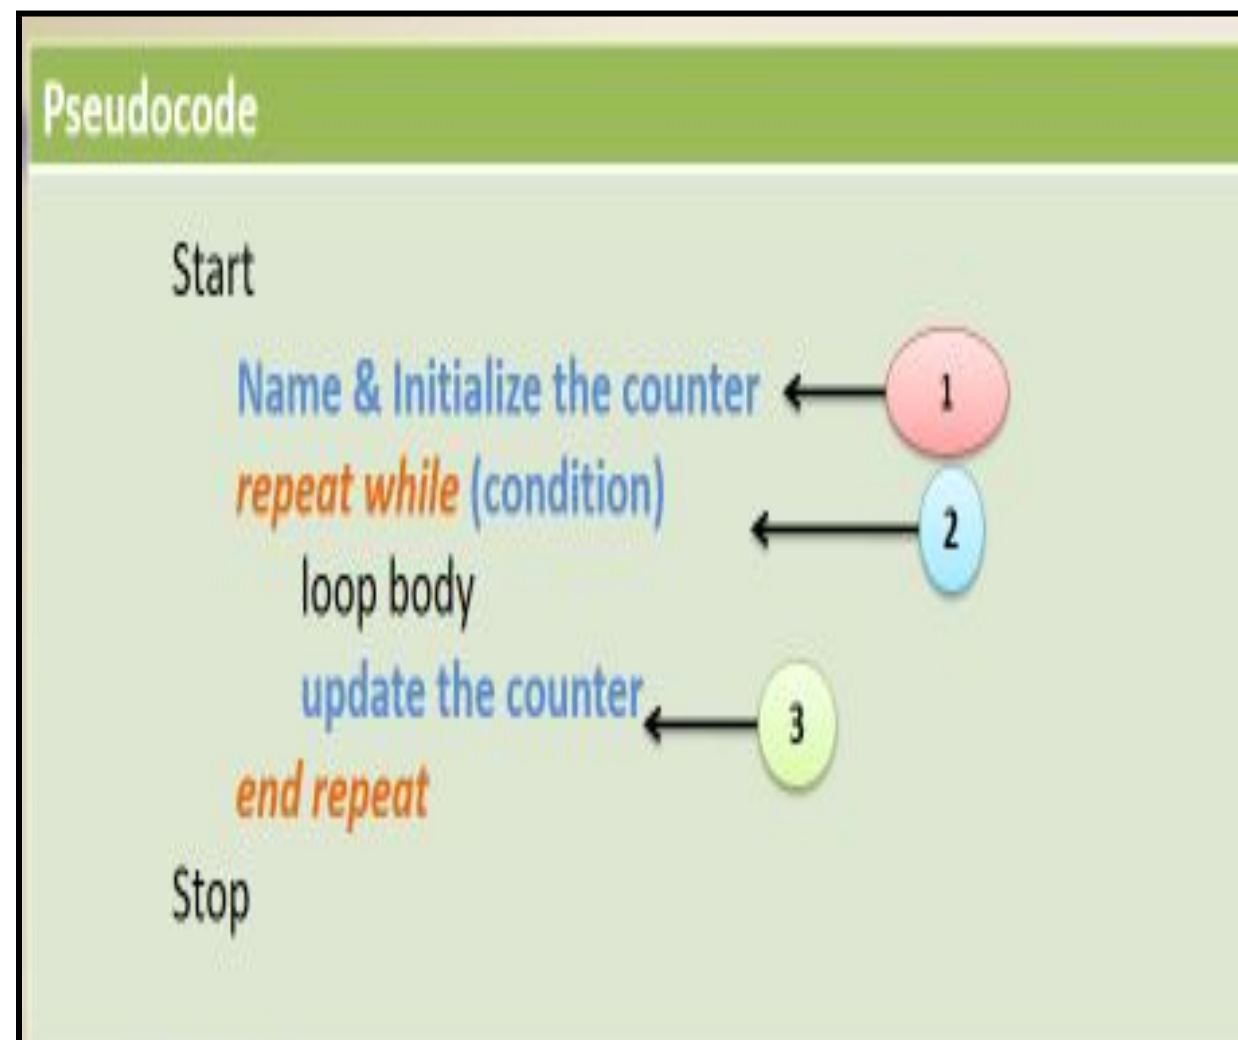 Pseudocode
Start
Name & Initialize the counter
1
repeat while (condition)
2
loop body
update the counter
3
end repeat
Stop